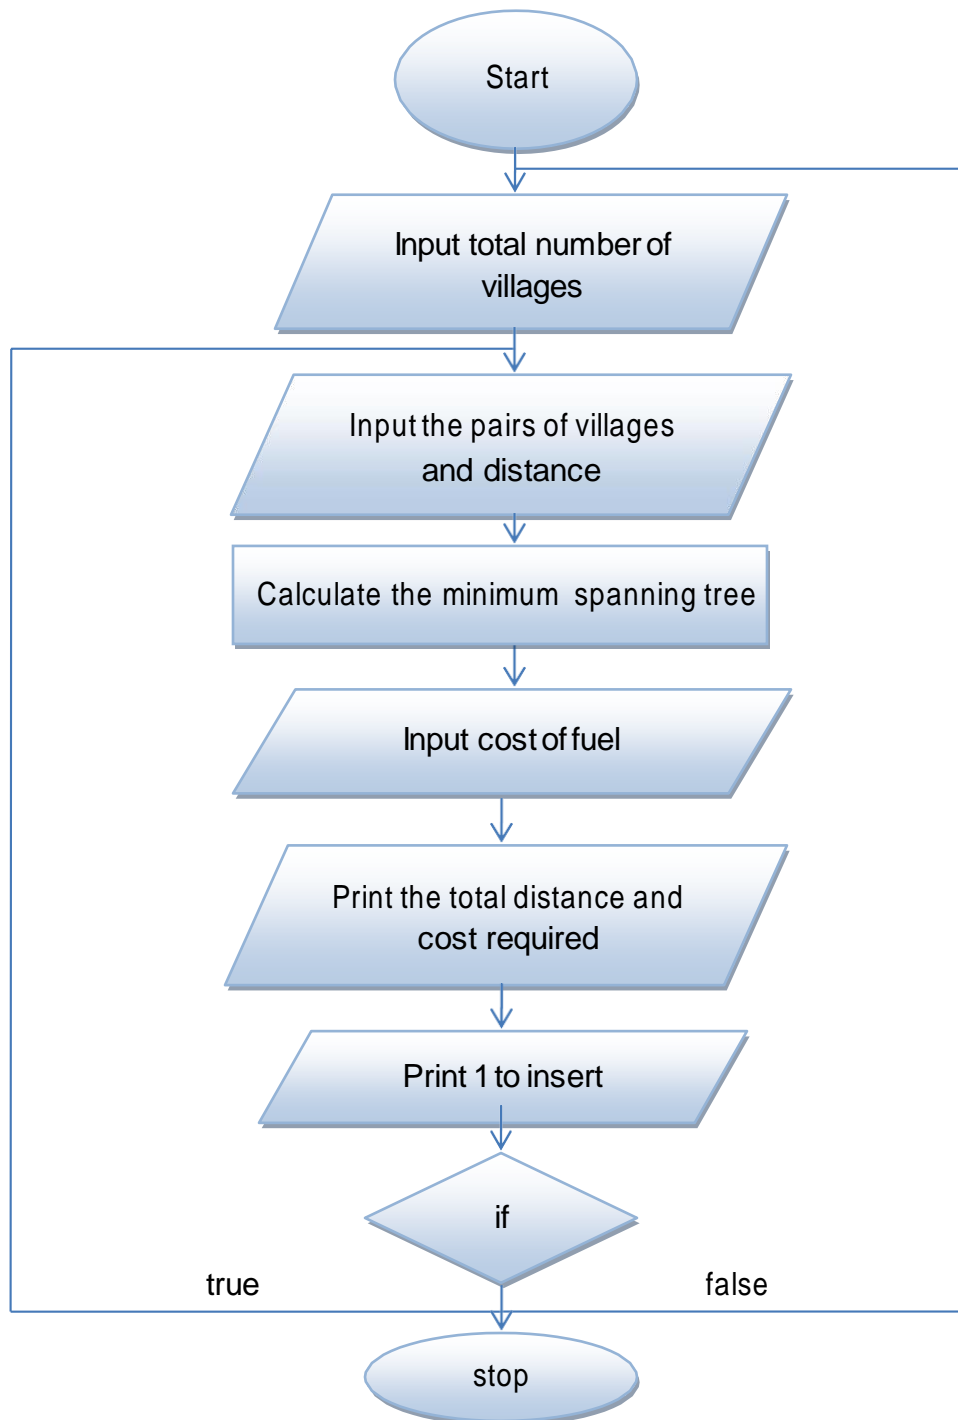 Start
Input total number of
villages
Input the pairs of villages
and distance
Calculate the minimum spanning tree
Input cost of fuel
Print the total distance and
cost required
Print 1 to insert
if
true
false
stop